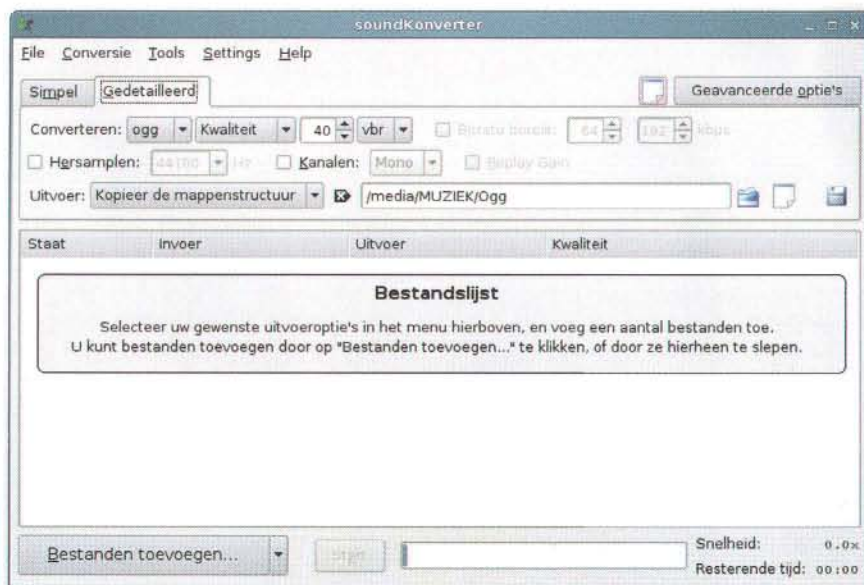 soundKonverter
File Conversie Tools Settings Help
Simpel Gedetailleerd Geavanceerde optie's
Converteren: ogg Kwaliteit 40 vbr 64 192 kbps
Hersamplen: 44100 Hz Kanalen: Mono Replay Gain
Uitvoer: Kopieer de mappenstructuur /media/MUZIEK/Ogg
Staat Invoer Uitvoer Kwaliteit
Bestandslijst
Selecteer uw gewenste uitvoeroptie's in het menu hierboven, en voeg een aantal bestanden toe.
U kunt bestanden toevoegen door op "Bestanden toevoegen..." te klikken, of door ze hierheen te slepen.
Bestanden toevoegen... Start Snelheid: 0.0x
Resterende tijd: 00:00